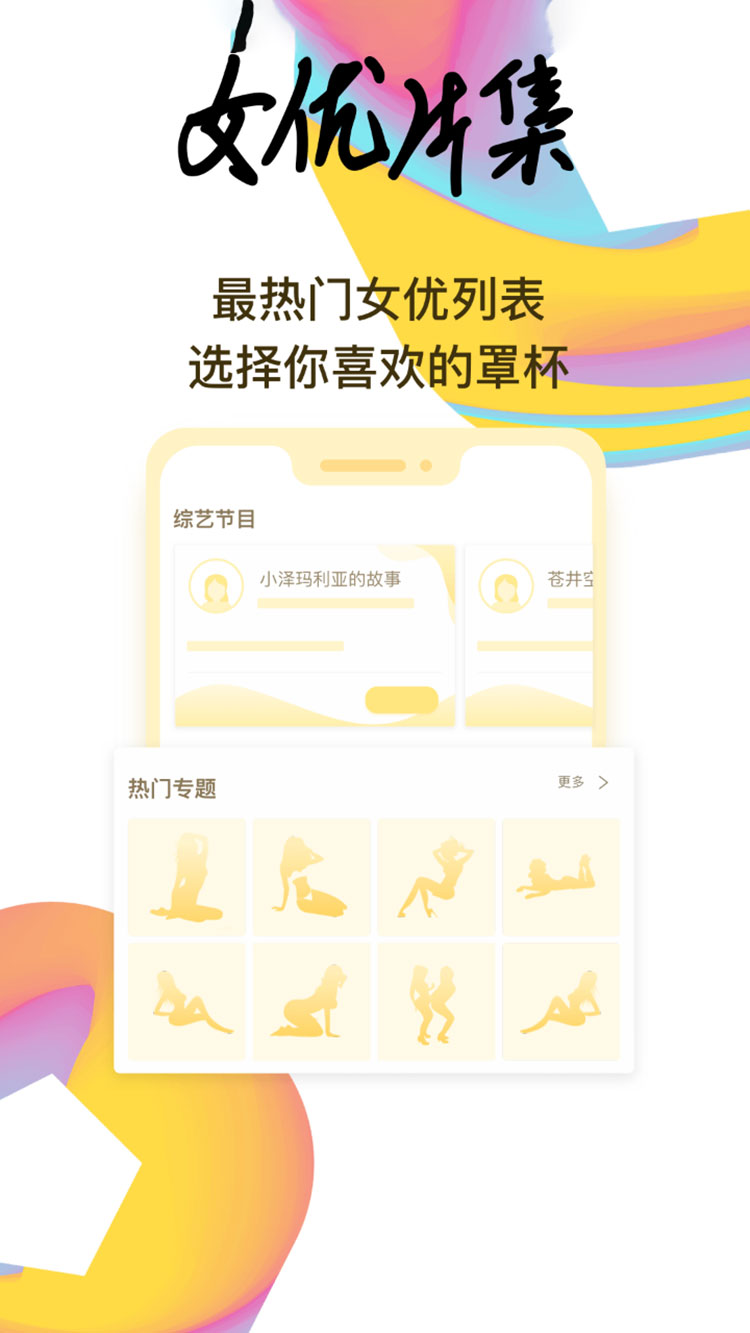 女优片集
最热门女优列表
选择你喜欢的罩杯
综艺节目
小泽玛利亚的故事
苍井空
热门专题
更多